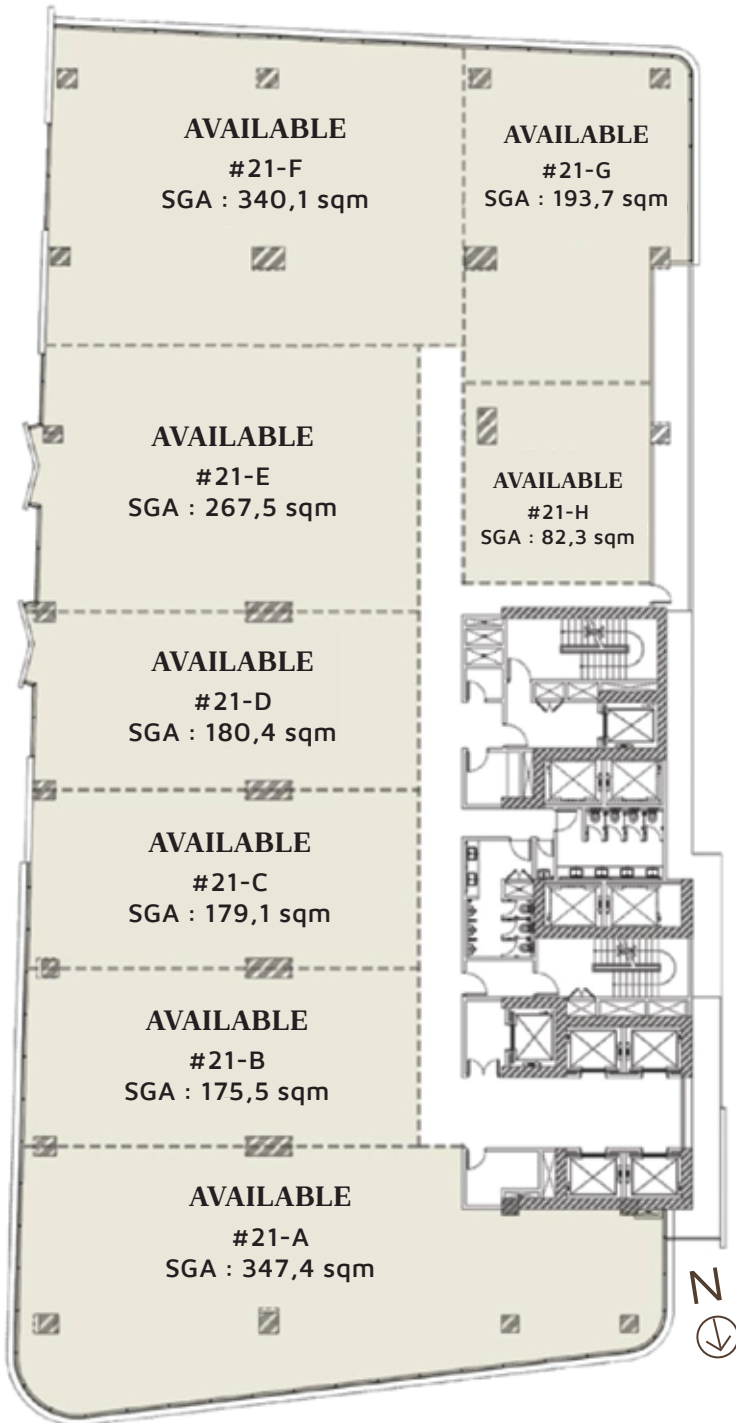 AVAILABLE
#21-F
SGA : 340,1 sqm
AVAILABLE
#21-G
SGA : 193,7 sqm
AVAILABLE
#21-E
SGA : 267,5 sqm
AVAILABLE
#21-H
SGA : 82,3 sqm
AVAILABLE
#21-D
SGA : 180,4 sqm
AVAILABLE
#21-C
SGA : 179,1 sqm
AVAILABLE
#21-B
SGA : 175,5 sqm
AVAILABLE
#21-A
SGA : 347,4 sqm
N